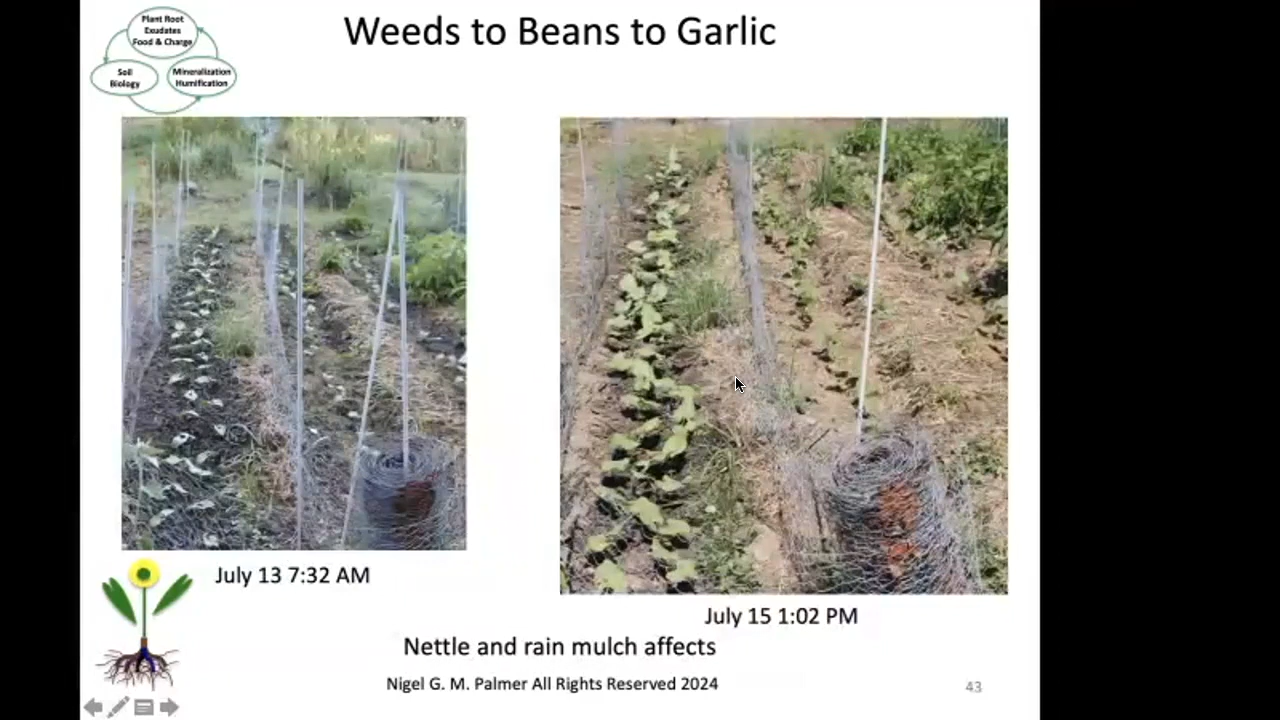 Plant Root
Exudates
Food & Charge
Soil
Biology
Mineralization
Humification
Weeds to Beans to Garlic
July 13 7:32 AM
July 15 1:02 PM
Nettle and rain mulch affects
Nigel G. M. Palmer All Rights Reserved 2024
43